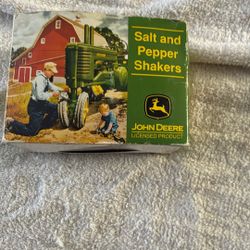 Salt and
Pepper
Shakers
JOHN DEERE
LICENSED PRODUCT